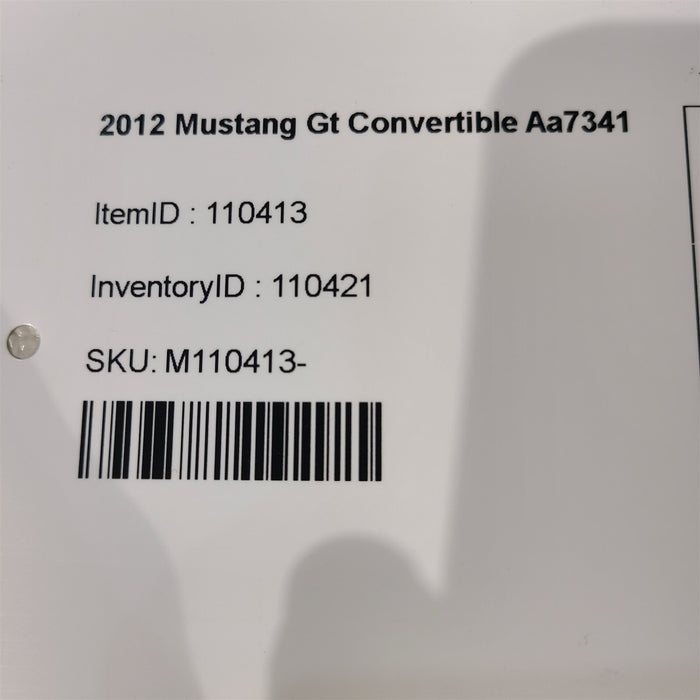 2012 Mustang Gt Convertible Aa7341
ItemID : 110413
InventoryID : 110421
SKU: M110413-